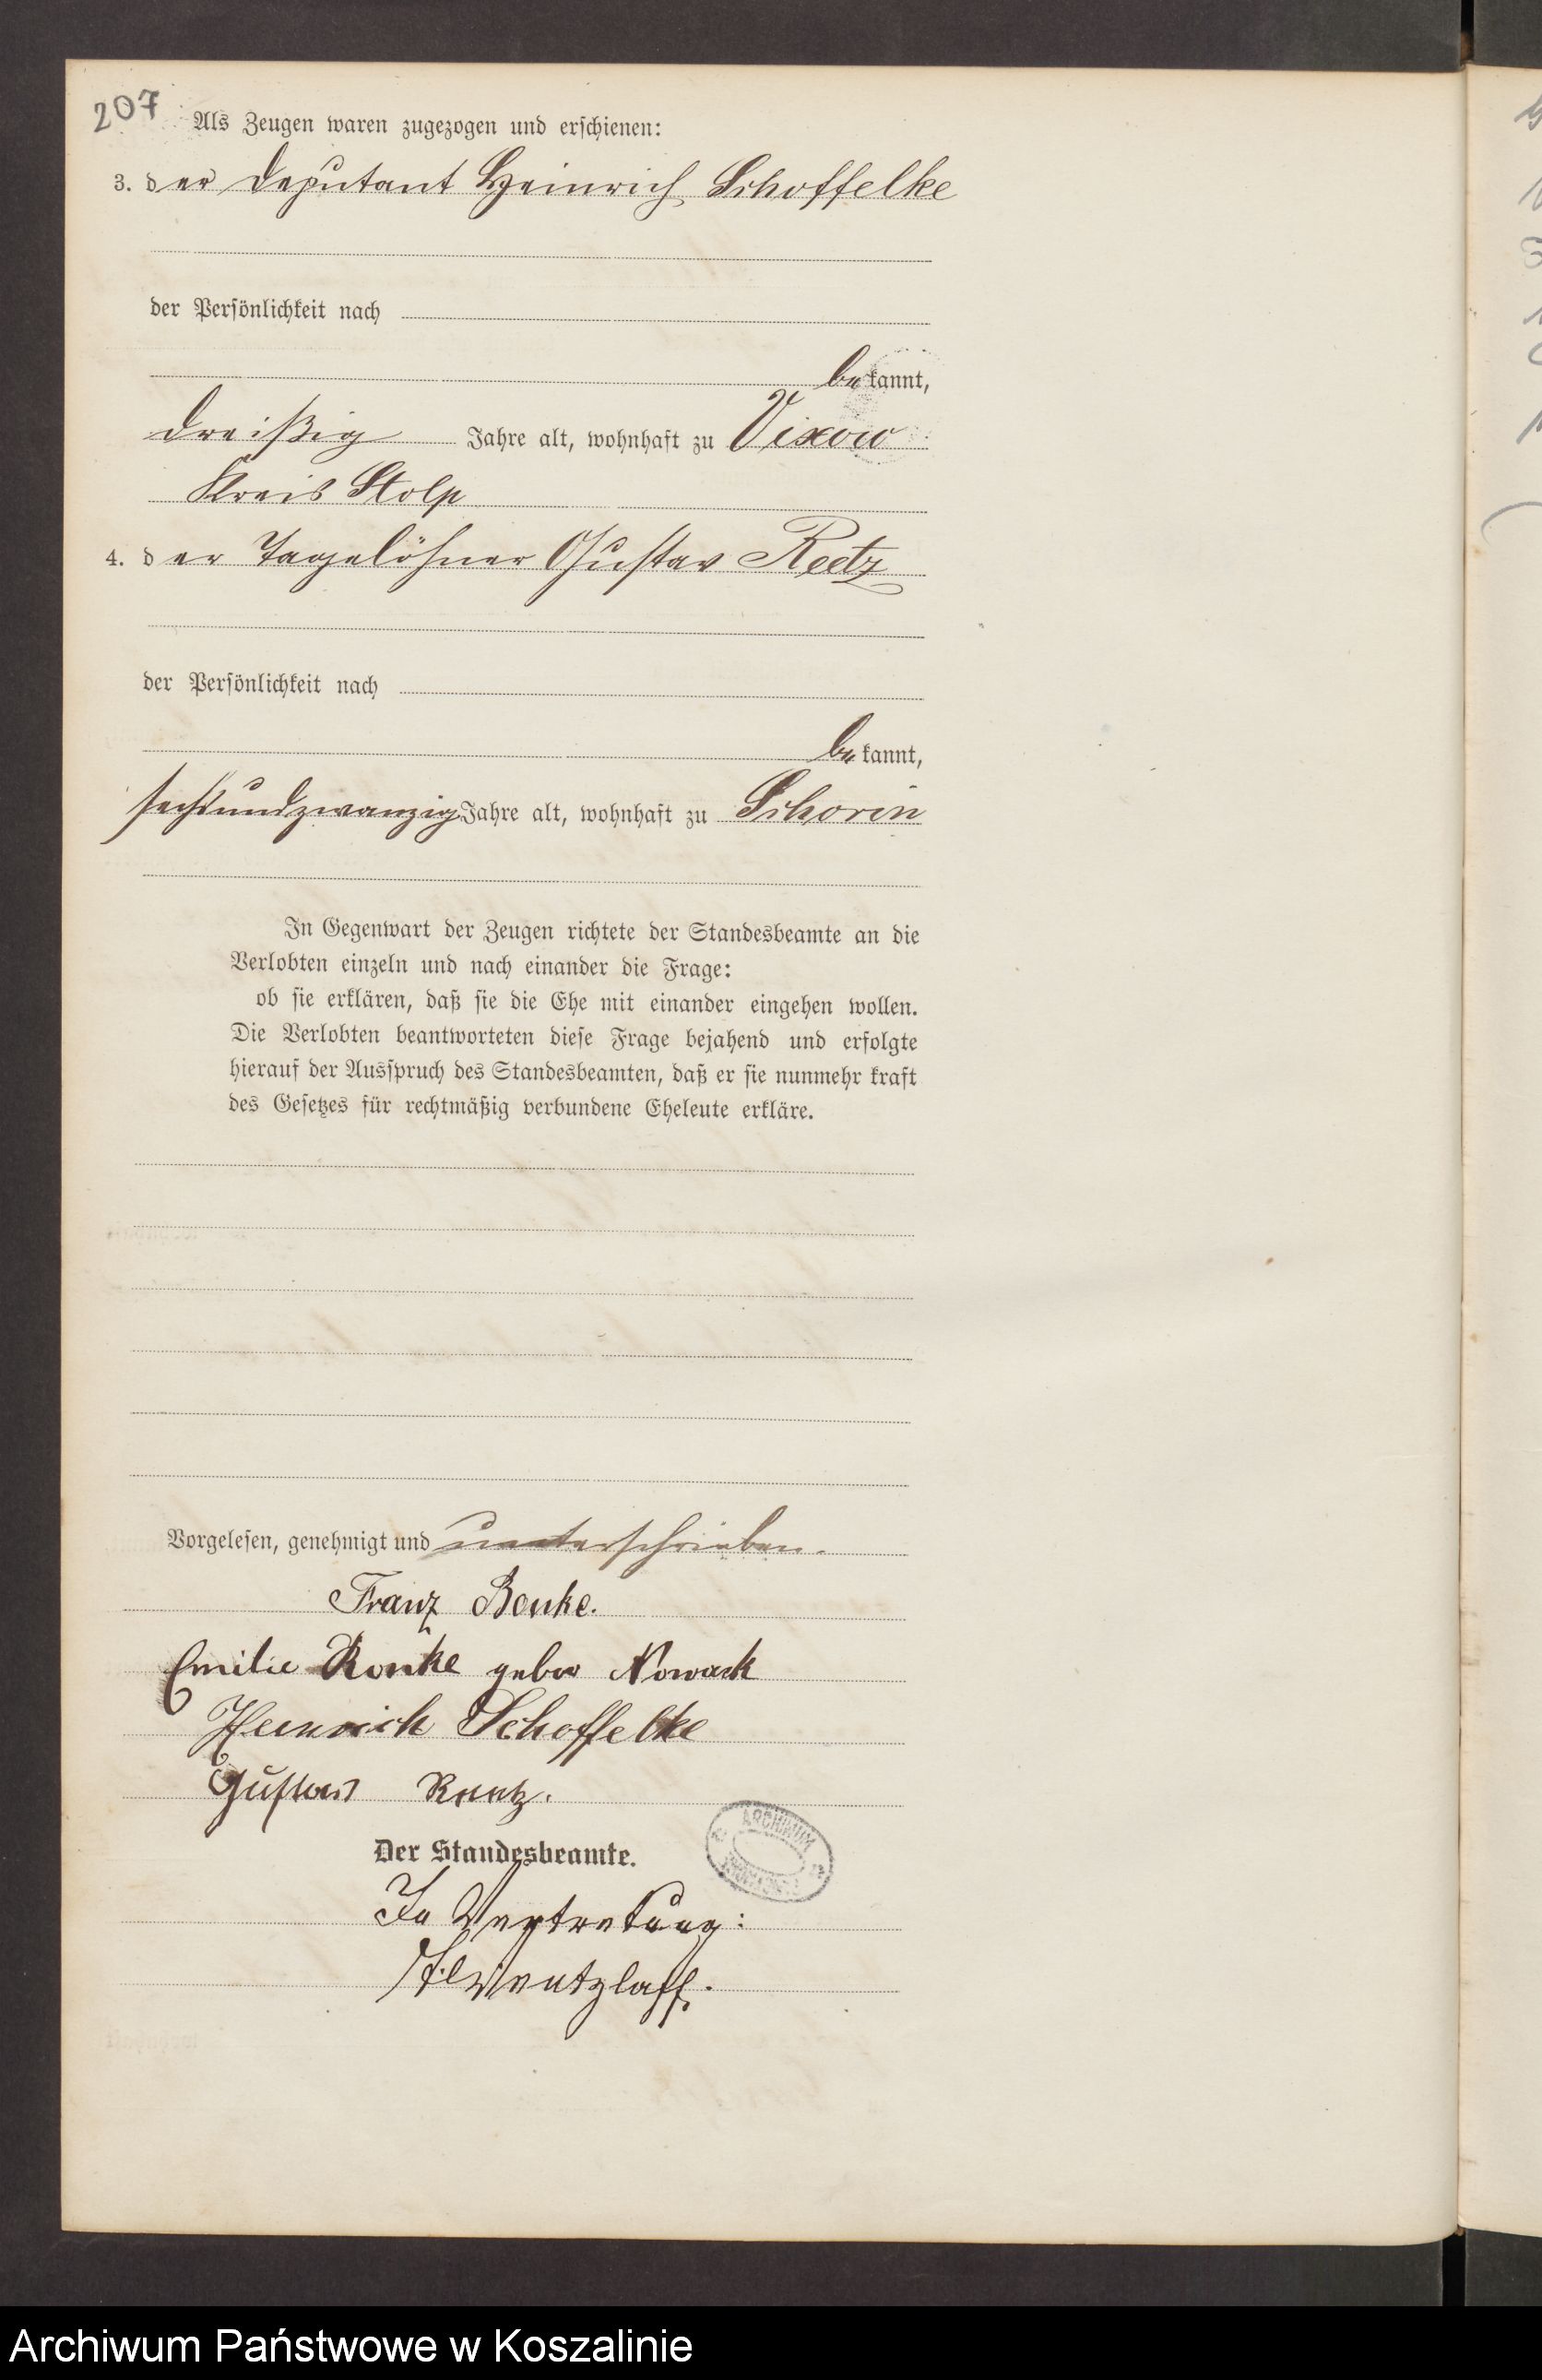 207
Als Zeugen waren zugezogen und erschienen:
3. der Deputant Heinrich Schoffelke
der Persönlichkeit nach
bekannt,
dreißig Jahre alt, wohnhaft zu Vixow
Kreis Stolp
4. der Tagelöhner Gustav Reetz
der Persönlichkeit nach
bekannt,
sechsundzwanzig Jahre alt, wohnhaft zu Schorin
In Gegenwart der Zeugen richtete der Standesbeamte an die
Verlobten einzeln und nach einander die Frage:
ob sie erklären, daß sie die Ehe mit einander eingehen wollen.
Die Verlobten beantworteten diese Frage bejahend und erfolgte
hierauf der Ausspruch des Standesbeamten, daß er sie nunmehr kraft
des Gesetzes für rechtmäßig verbundene Eheleute erkläre.
Vorgelesen, genehmigt und unterschrieben.
Franz Benke.
Emilie gebor Nowack
Heinrich Schoffelke
Gustav Reetz.
Der Standesbeamte.
ARCHIWUM
In Vertretung:
Wentzlaff.
Archiwum Państwowe w Koszalinie